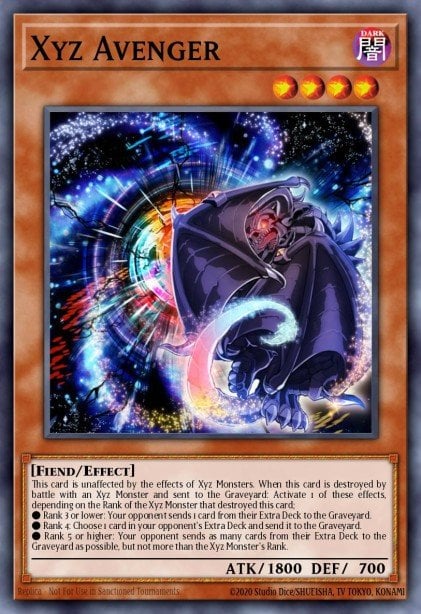 Xyz Avenger
DARK
闇
[Fiend/Effect]
This card is unaffected by the effects of Xyz Monsters. When this card is destroyed by
battle with an Xyz Monster and sent to the Graveyard: Activate 1 of these effects,
depending on the Rank of the Xyz Monster that destroyed this card;
● Rank 3 or lower: Your opponent sends 1 card from their Extra Deck to the Graveyard.
● Rank 4: Choose 1 card in your opponent's Extra Deck and send it to the Graveyard.
● Rank 5 or higher: Your opponent sends as many cards from their Extra Deck to the
Graveyard as possible, but not more than the Xyz Monster's Rank.
ATK/1800 DEF/ 700
Replica - Not For Use in Sanctioned Tournaments
©2020 Studio Dice/SHUEISHA, TV TOKYO, KONAMI